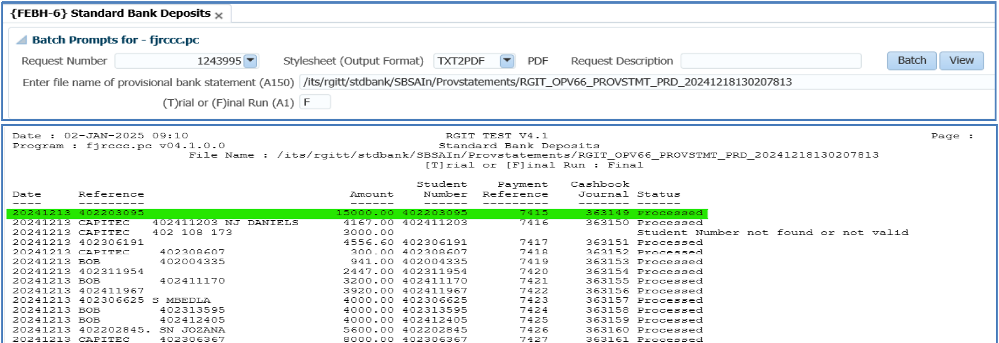 {FEBH-6} Standard Bank Deposits ×
Batch Prompts for - fjrccc.pc
Request Number 1243995 Stylesheet (Output Format) TXT2PDF PDF Request Description Batch View
Enter file name of provisional bank statement (A150) /its/rgitt/stdbank/SBSAIn/Provstatements/RGIT_OPV66_PROVSTMT_PRD_20241218130207813
(T)rial or (F)inal Run (A1) F
Date : 02-JAN-2025 09:10 RGIT TEST V4.1 Page :
Program : fjrccc.pc v04.1.0.0 Standard Bank Deposits
File Name : /its/rgitt/stdbank/SBSAIn/Provstatements/RGIT_OPV66_PROVSTMT_PRD_20241218130207813
[T]rial or [F]inal Run : Final
Student Payment Cashbook
Date Reference Amount Number Reference Journal Status
---- --------- ------ ------ --------- ------- ------
20241213 402203095 15000.00 402203095 7415 363149 Processed
20241213 CAPITEC 402411203 NJ DANIELS 4167.00 402411203 7416 363150 Processed
20241213 CAPITEC 402 108 173 3000.00 Student Number not found or not valid
20241213 402306191 4556.60 402306191 7417 363151 Processed
20241213 CAPITEC 402308607 300.00 402308607 7418 363152 Processed
20241213 BOB 402004335 941.00 402004335 7419 363153 Processed
20241213 402311954 2447.00 402311954 7420 363154 Processed
20241213 BOB 402411170 3200.00 402411170 7421 363155 Processed
20241213 402411967 3920.00 402411967 7422 363156 Processed
20241213 402306625 S MBEDLA 4000.00 402306625 7423 363157 Processed
20241213 BOB 402313595 4000.00 402313595 7424 363158 Processed
20241213 BOB 402412405 4000.00 402412405 7425 363159 Processed
20241213 402202845. SN JOZANA 5600.00 402202845 7426 363160 Processed
20241213 CAPITEC 402306367 8000.00 402306367 7427 363161 Processed